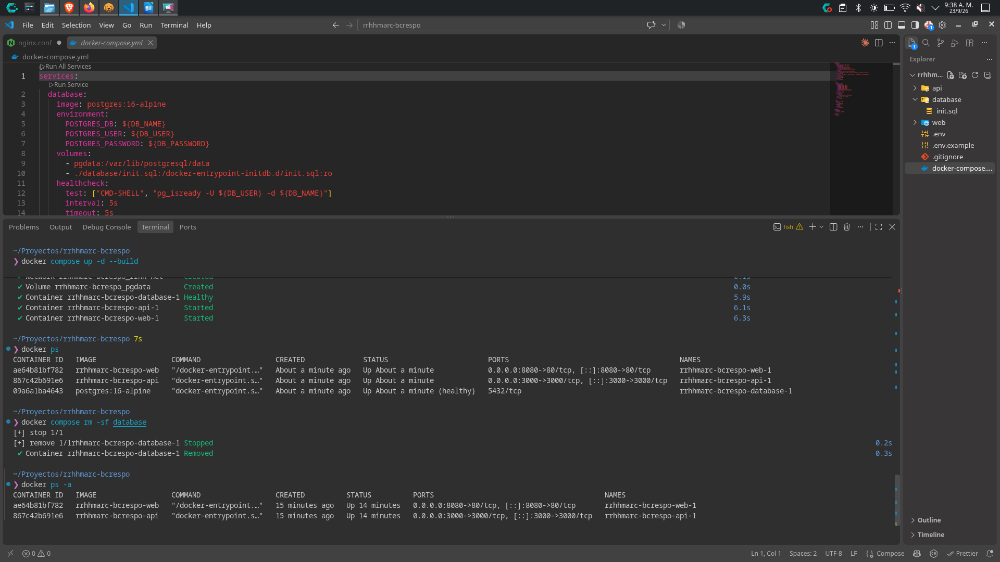 9:38 A. M.
23/9/26
File Edit Selection View Go Run Terminal Help
rrhhmarc-bcrespo
nginx.conf
docker-compose.yml
docker-compose.yml
Run All Services
1 services:
Run Service
2 database:
3 image: postgres:16-alpine
4 environment:
5 POSTGRES_DB: ${DB_NAME}
6 POSTGRES_USER: ${DB_USER}
7 POSTGRES_PASSWORD: ${DB_PASSWORD}
8 volumes:
9 - pgdata:/var/lib/postgresql/data
10 - ./database/init.sql:/docker-entrypoint-initdb.d/init.sql:ro
11 healthcheck:
12 test: ["CMD-SHELL", "pg_isready -U ${DB_USER} -d ${DB_NAME}"]
13 interval: 5s
14 timeout: 5s
Problems Output Debug Console Terminal Ports
fish
~/Proyectos/rrhhmarc-bcrespo
❯ docker compose up -d --build
✔ Volume rrhhmarc-bcrespo_pgdata Created 0.0s
✔ Container rrhhmarc-bcrespo-database-1 Healthy 5.9s
✔ Container rrhhmarc-bcrespo-api-1 Started 6.1s
✔ Container rrhhmarc-bcrespo-web-1 Started 6.3s
~/Proyectos/rrhhmarc-bcrespo 7s
❯ docker ps
CONTAINER ID IMAGE COMMAND CREATED STATUS PORTS NAMES
ae64b81bf782 rrhhmarc-bcrespo-web "/docker-entrypoint.…" About a minute ago Up About a minute 0.0.0.0:8080->80/tcp, [::]:8080->80/tcp rrhhmarc-bcrespo-web-1
867c42b691e6 rrhhmarc-bcrespo-api "docker-entrypoint.s…" About a minute ago Up About a minute 0.0.0.0:3000->3000/tcp, [::]:3000->3000/tcp rrhhmarc-bcrespo-api-1
09a6a1ba4643 postgres:16-alpine "docker-entrypoint.s…" About a minute ago Up About a minute (healthy) 5432/tcp rrhhmarc-bcrespo-database-1
~/Proyectos/rrhhmarc-bcrespo
❯ docker compose rm -sf database
[+] stop 1/1
[+] remove 1/1rhhmarc-bcrespo-database-1 Stopped 0.2s
✔ Container rrhhmarc-bcrespo-database-1 Removed 0.3s
~/Proyectos/rrhhmarc-bcrespo
❯ docker ps -a
CONTAINER ID IMAGE COMMAND CREATED STATUS PORTS NAMES
ae64b81bf782 rrhhmarc-bcrespo-web "/docker-entrypoint.…" 15 minutes ago Up 14 minutes 0.0.0.0:8080->80/tcp, [::]:8080->80/tcp rrhhmarc-bcrespo-web-1
867c42b691e6 rrhhmarc-bcrespo-api "docker-entrypoint.s…" 15 minutes ago Up 14 minutes 0.0.0.0:3000->3000/tcp, [::]:3000->3000/tcp rrhhmarc-bcrespo-api-1
Explorer
rrhhm...
api
database
init.sql
web
.env
.env.example
.gitignore
docker-compose....
Outline
Timeline
0 0
Ln 1, Col 1 Spaces: 2 UTF-8 LF Compose Prettier